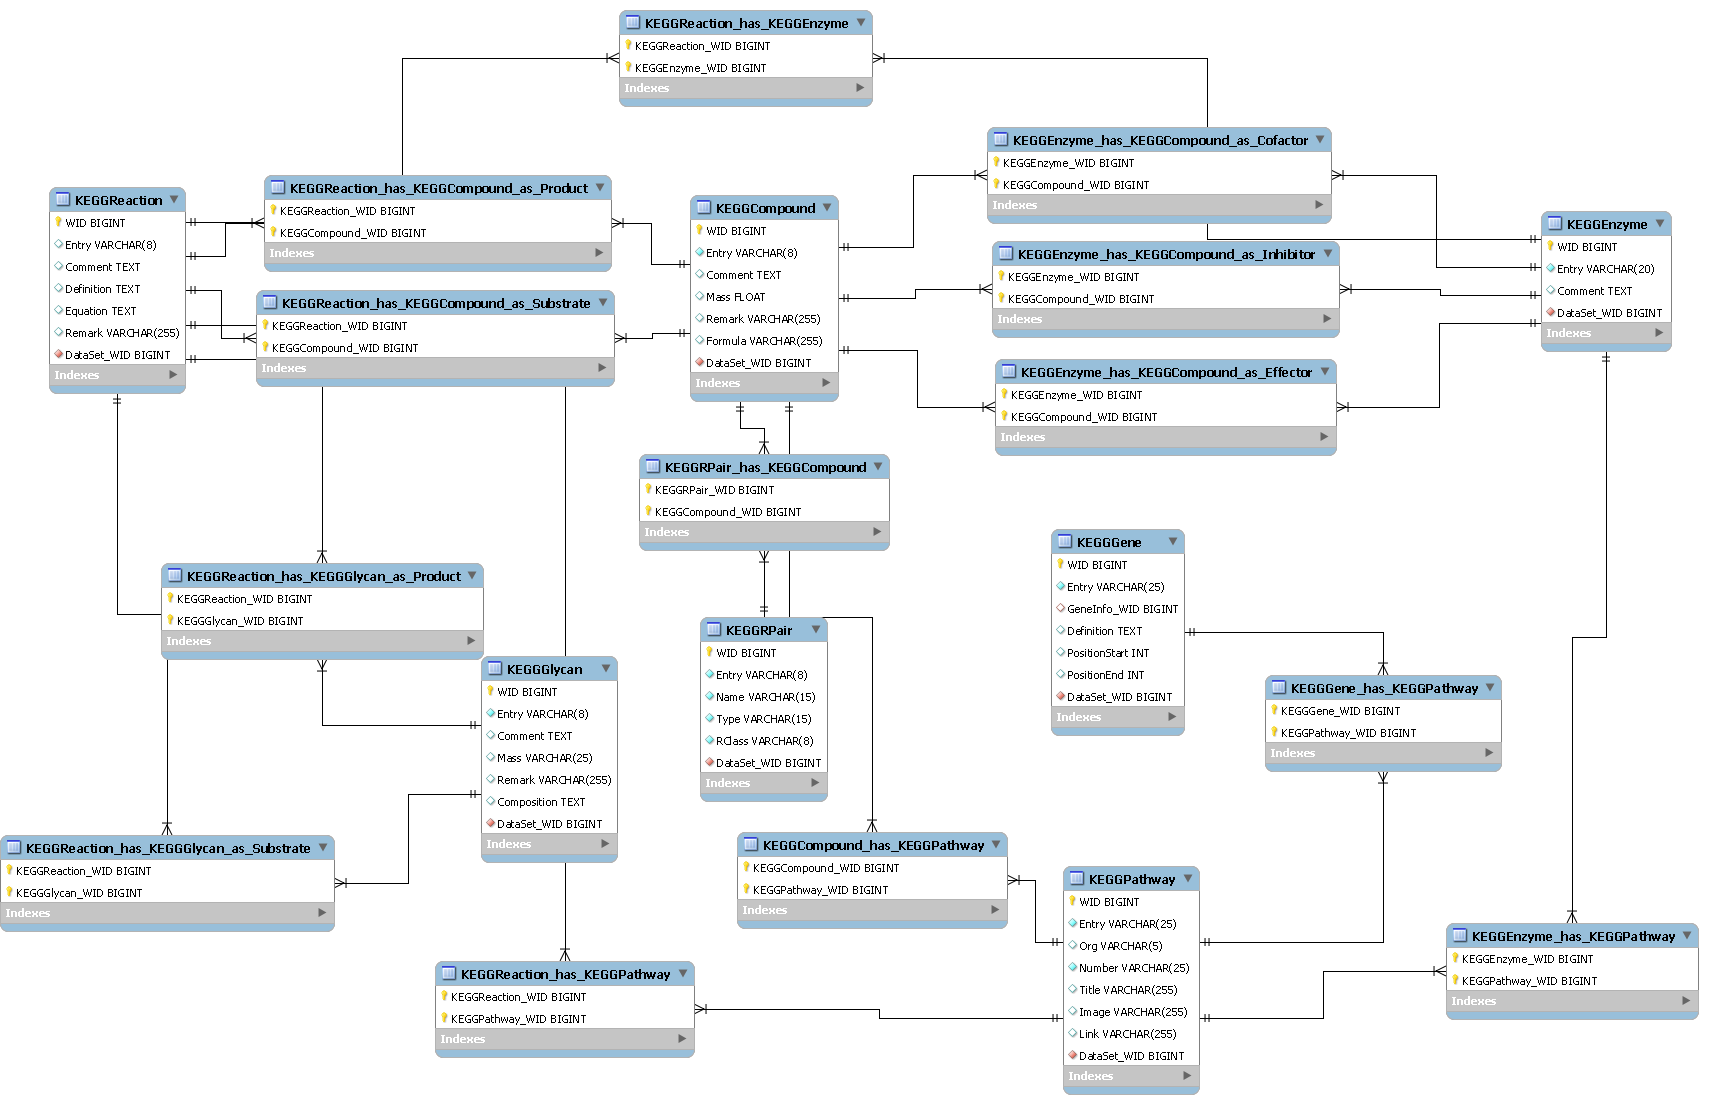 KEGGReaction_has_KEGGEnzyme
KEGGReaction_WID BIGINT
KEGGEnzyme_WID BIGINT
Indexes
KEGGEnzyme_has_KEGGCompound_as_Cofactor
KEGGEnzyme_WID BIGINT
KEGGCompound_WID BIGINT
Indexes
KEGGReaction
WID BIGINT
Entry VARCHAR(8)
Comment TEXT
Definition TEXT
Equation TEXT
Remark VARCHAR(255)
DataSet_WID BIGINT
Indexes
KEGGReaction_has_KEGGCompound_as_Product
KEGGReaction_WID BIGINT
KEGGCompound_WID BIGINT
Indexes
KEGGCompound
WID BIGINT
Entry VARCHAR(8)
Comment TEXT
Mass FLOAT
Remark VARCHAR(255)
Formula VARCHAR(255)
DataSet_WID BIGINT
Indexes
KEGGEnzyme
WID BIGINT
Entry VARCHAR(20)
Comment TEXT
DataSet_WID BIGINT
Indexes
KEGGEnzyme_has_KEGGCompound_as_Inhibitor
KEGGEnzyme_WID BIGINT
KEGGCompound_WID BIGINT
Indexes
KEGGReaction_has_KEGGCompound_as_Substrate
KEGGReaction_WID BIGINT
KEGGCompound_WID BIGINT
Indexes
KEGGEnzyme_has_KEGGCompound_as_Effector
KEGGEnzyme_WID BIGINT
KEGGCompound_WID BIGINT
Indexes
KEGGRPair_has_KEGGCompound
KEGGRPair_WID BIGINT
KEGGCompound_WID BIGINT
Indexes
KEGGGene
WID BIGINT
Entry VARCHAR(25)
GeneInfo_WID BIGINT
Definition TEXT
PositionStart INT
PositionEnd INT
DataSet_WID BIGINT
Indexes
KEGGReaction_has_KEGGGlycan_as_Product
KEGGReaction_WID BIGINT
KEGGGlycan_WID BIGINT
Indexes
KEGGRPair
WID BIGINT
Entry VARCHAR(8)
Name VARCHAR(15)
Type VARCHAR(15)
RClass VARCHAR(8)
DataSet_WID BIGINT
Indexes
KEGGGlycan
WID BIGINT
Entry VARCHAR(8)
Comment TEXT
Mass VARCHAR(25)
Remark VARCHAR(255)
Composition TEXT
DataSet_WID BIGINT
Indexes
KEGGGene_has_KEGGPathway
KEGGGene_WID BIGINT
KEGGPathway_WID BIGINT
Indexes
KEGGReaction_has_KEGGGlycan_as_Substrate
KEGGReaction_WID BIGINT
KEGGGlycan_WID BIGINT
Indexes
KEGGCompound_has_KEGGPathway
KEGGCompound_WID BIGINT
KEGGPathway_WID BIGINT
Indexes
KEGGPathway
WID BIGINT
Entry VARCHAR(25)
Org VARCHAR(5)
Number VARCHAR(25)
Title VARCHAR(255)
Image VARCHAR(255)
Link VARCHAR(255)
DataSet_WID BIGINT
Indexes
KEGGEnzyme_has_KEGGPathway
KEGGEnzyme_WID BIGINT
KEGGPathway_WID BIGINT
Indexes
KEGGReaction_has_KEGGPathway
KEGGReaction_WID BIGINT
KEGGPathway_WID BIGINT
Indexes